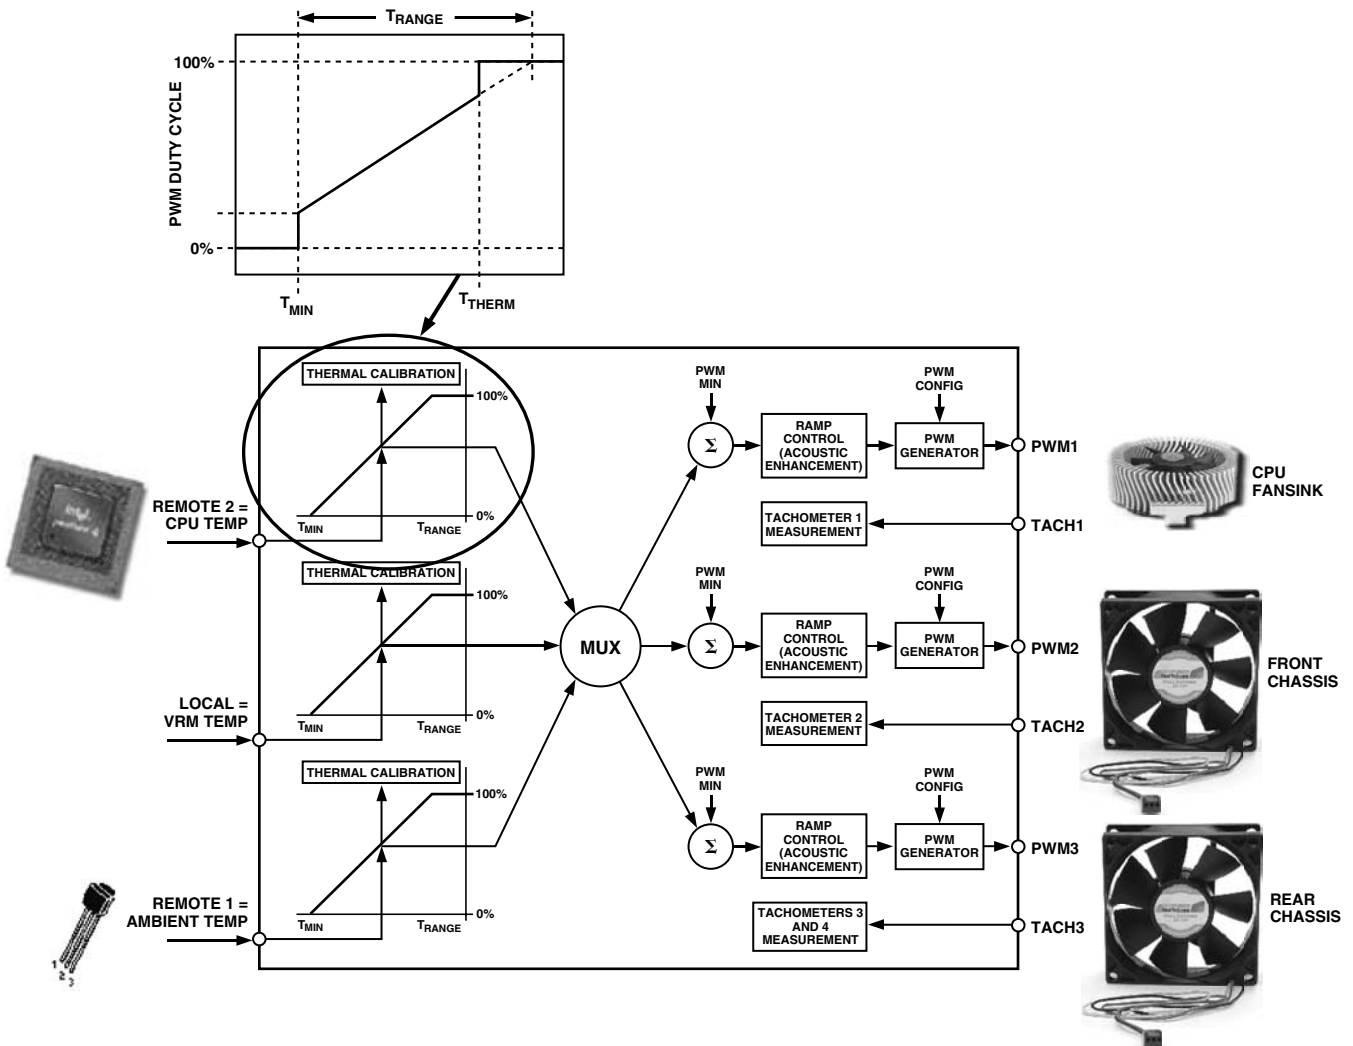 TRANGE
100%
PWM DUTY CYCLE
0%
TMIN
TTHERM
THERMAL CALIBRATION
100%
0%
TMIN
TRANGE
REMOTE 2 =
CPU TEMP
THERMAL CALIBRATION
100%
0%
TMIN
TRANGE
LOCAL =
VRM TEMP
THERMAL CALIBRATION
100%
0%
TMIN
TRANGE
REMOTE 1 =
AMBIENT TEMP
1
2
3
MUX
PWM
MIN
Σ
RAMP
CONTROL
(ACOUSTIC
ENHANCEMENT)
PWM
CONFIG
PWM
GENERATOR
PWM1
TACHOMETER 1
MEASUREMENT
TACH1
CPU
FANSINK
PWM
MIN
Σ
RAMP
CONTROL
(ACOUSTIC
ENHANCEMENT)
PWM
CONFIG
PWM
GENERATOR
PWM2
TACHOMETER 2
MEASUREMENT
TACH2
FRONT
CHASSIS
PWM
MIN
Σ
RAMP
CONTROL
(ACOUSTIC
ENHANCEMENT)
PWM
CONFIG
PWM
GENERATOR
PWM3
TACHOMETERS 3
AND 4
MEASUREMENT
TACH3
REAR
CHASSIS